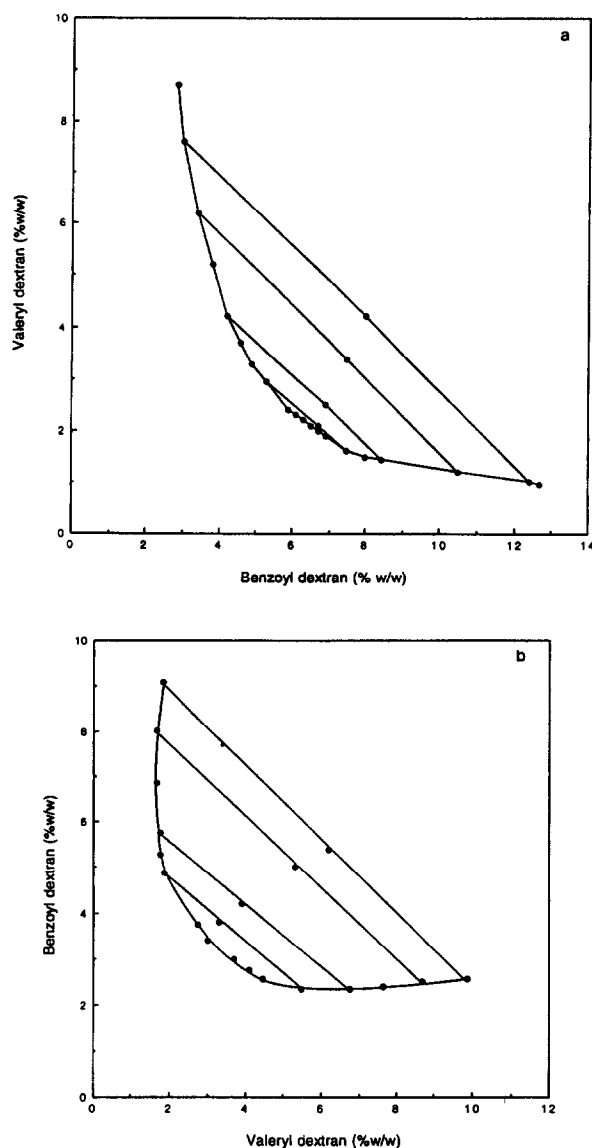 a
10
8
6
4
2
0
Valeryl dextran (%w/w)
0 2 4 6 8 10 12 14
Benzoyl dextran (% w/w)
b
10
8
6
4
2
0
Benzoyl dextran (%w/w)
0 2 4 6 8 10 12
Valeryl dextran (%w/w)